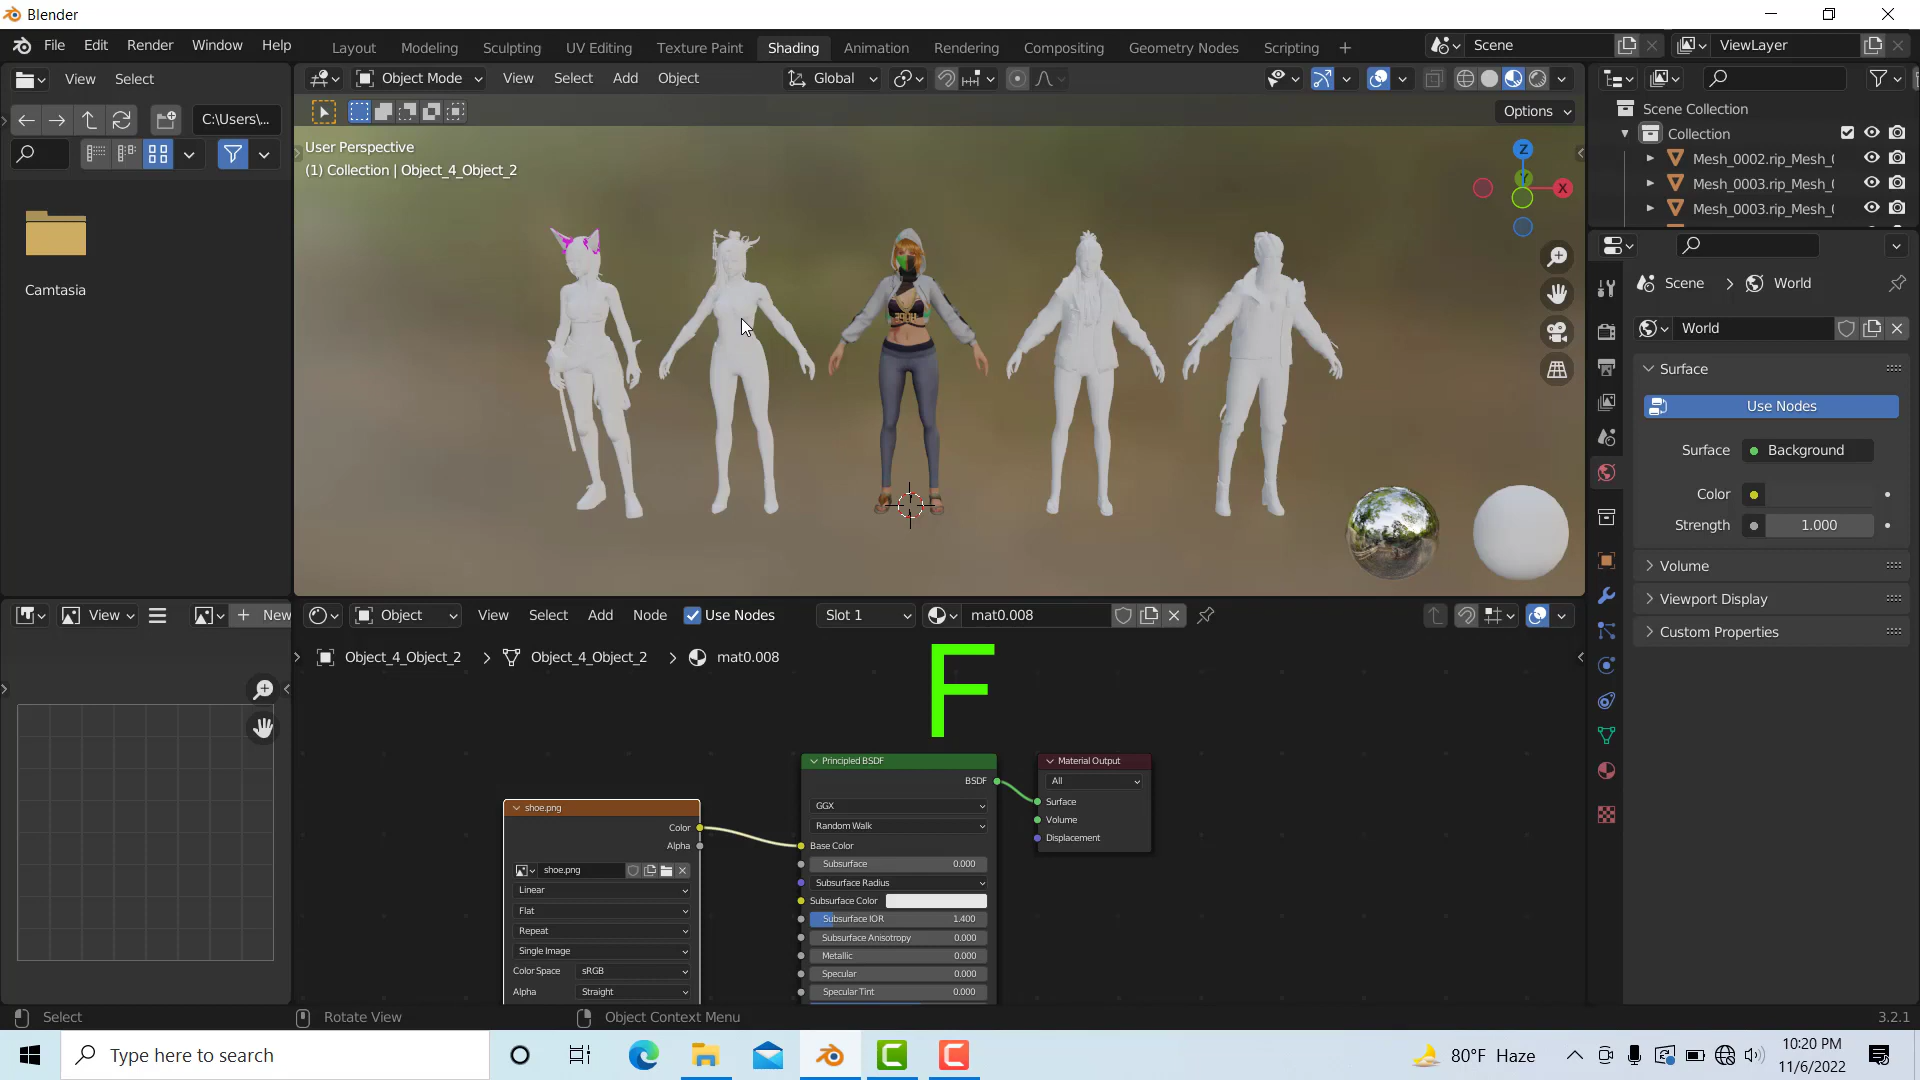 Blender
File Edit Render Window Help
Layout Modeling Sculpting UV Editing Texture Paint Shading Animation Rendering Compositing Geometry Nodes Scripting
Scene
ViewLayer
View Select
Object Mode View Select Add Object Global
C:\Users\...
Options
User Perspective
(1) Collection | Object_4_Object_2
Z
Y
X
Scene Collection
Collection
Mesh_0002.rip_Mesh_
Mesh_0003.rip_Mesh_
Mesh_0003.rip_Mesh_
Camtasia
Scene > World
World
Surface
Use Nodes
Surface Background
Color
Strength 1.000
Volume
Viewport Display
Custom Properties
View + New
Object View Select Add Node Use Nodes Slot 1 mat0.008
Object_4_Object_2 > Object_4_Object_2 > mat0.008
F
Principled BSDF
BSDF
GGX
Random Walk
Base Color
Subsurface 0.000
Subsurface Radius
Subsurface Color
Subsurface IOR 1.400
Subsurface Anisotropy 0.000
Metallic 0.000
Specular 0.000
Specular Tint 0.000
Material Output
All
Surface
Volume
Displacement
shoe.png
Color
Alpha
shoe.png
Linear
Flat
Repeat
Single Image
Color Space sRGB
Alpha Straight
Select Rotate View Object Context Menu 3.2.1
Type here to search
80°F Haze
10:20 PM
11/6/2022